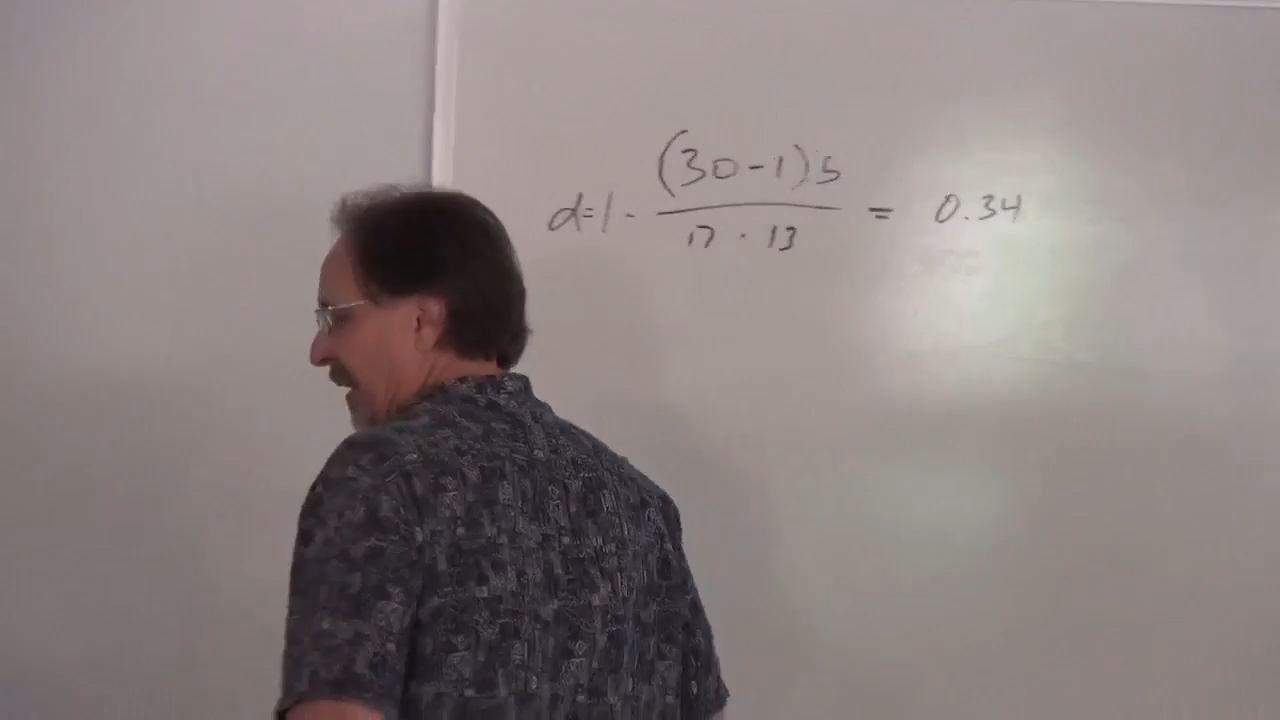 d=1 - (30-1)5 / 17 · 13 = 0.34